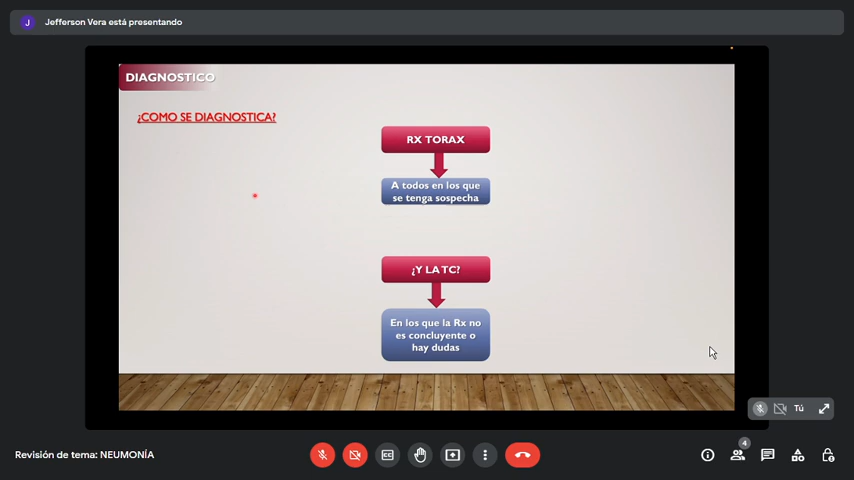 J Jefferson Vera está presentando
DIAGNOSTICO
¿COMO SE DIAGNOSTICA?
RX TORAX
A todos en los que
se tenga sospecha
¿Y LA TC?
En los que la Rx no
es concluyente o
hay dudas
Tú
4
Revisión de tema: NEUMONÍA
CC